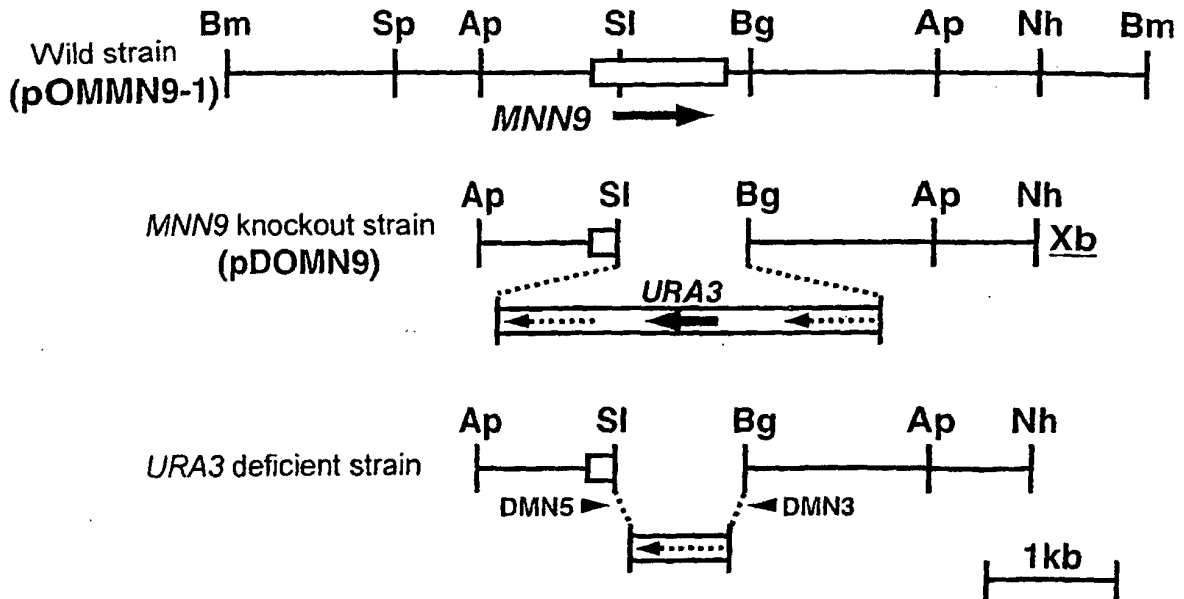 Bm Sp Ap Sl Bg Ap Nh Bm
Wild strain
(pOMMN9-1)
MNN9
Ap Sl Bg Ap Nh
MNN9 knockout strain
(pDOMN9)
Xb
URA3
Ap Sl Bg Ap Nh
URA3 deficient strain
DMN5 DMN3
1kb